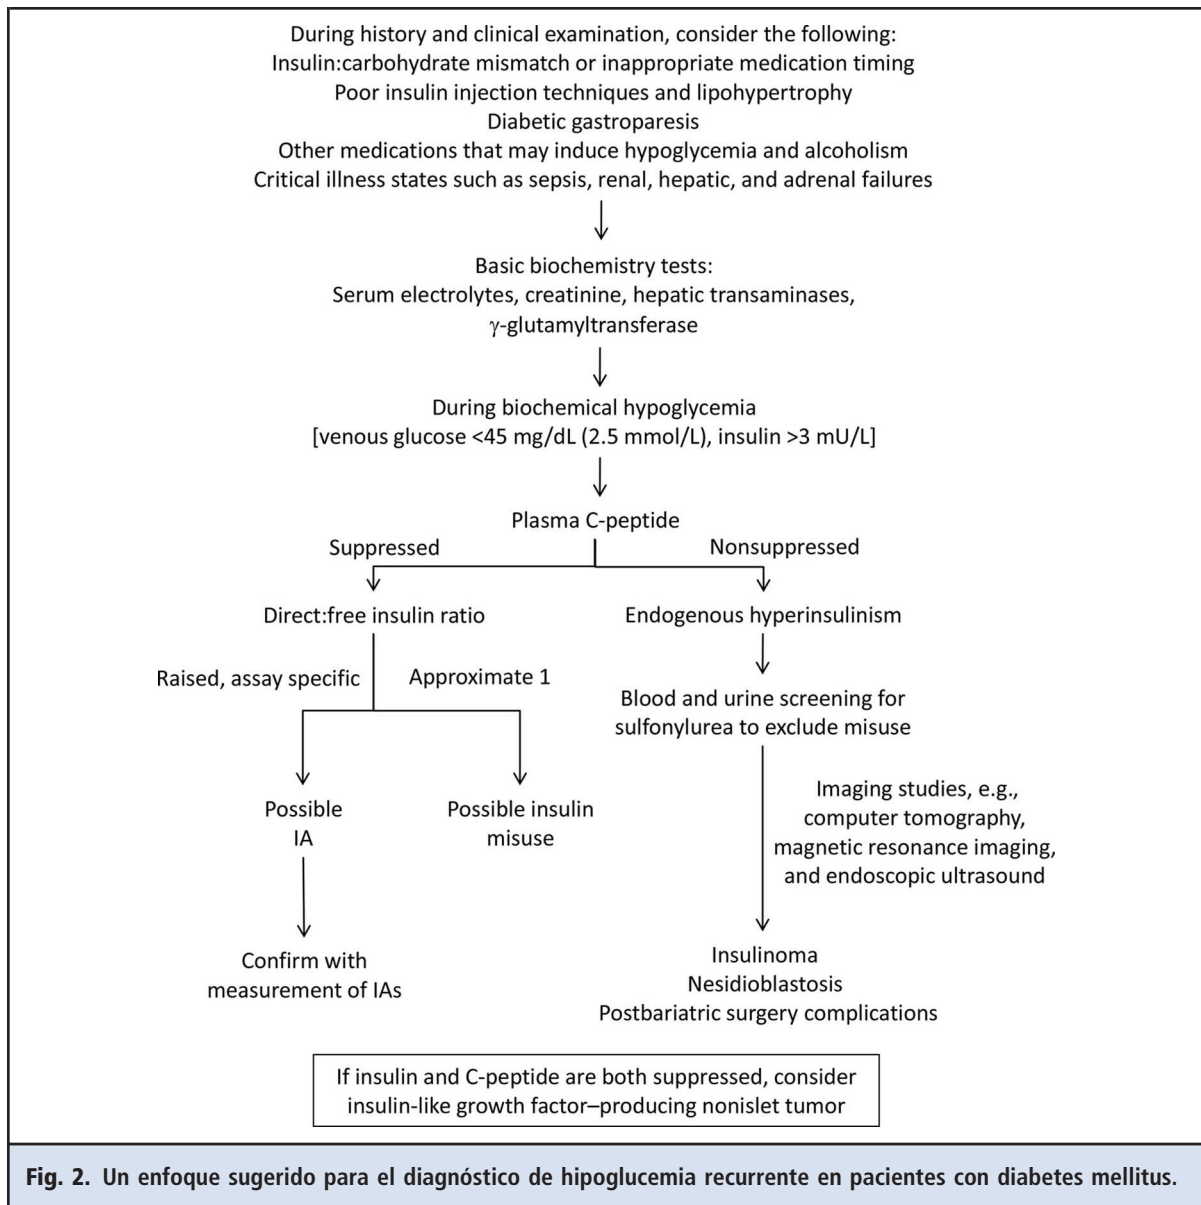 During history and clinical examination, consider the following:
Insulin:carbohydrate mismatch or inappropriate medication timing
Poor insulin injection techniques and lipohypertrophy
Diabetic gastroparesis
Other medications that may induce hypoglycemia and alcoholism
Critical illness states such as sepsis, renal, hepatic, and adrenal failures
Basic biochemistry tests:
Serum electrolytes, creatinine, hepatic transaminases,
γ-glutamyltransferase
During biochemical hypoglycemia
[venous glucose <45 mg/dL (2.5 mmol/L), insulin >3 mU/L]
Plasma C-peptide
Suppressed
Nonsuppressed
Direct:free insulin ratio
Endogenous hyperinsulinism
Raised, assay specific
Approximate 1
Blood and urine screening for
sulfonylurea to exclude misuse
Possible
IA
Possible insulin
misuse
Imaging studies, e.g.,
computer tomography,
magnetic resonance imaging,
and endoscopic ultrasound
Confirm with
measurement of IAs
Insulinoma
Nesidioblastosis
Postbariatric surgery complications
If insulin and C-peptide are both suppressed, consider
insulin-like growth factor–producing nonislet tumor
Fig. 2. Un enfoque sugerido para el diagnóstico de hipoglucemia recurrente en pacientes con diabetes mellitus.